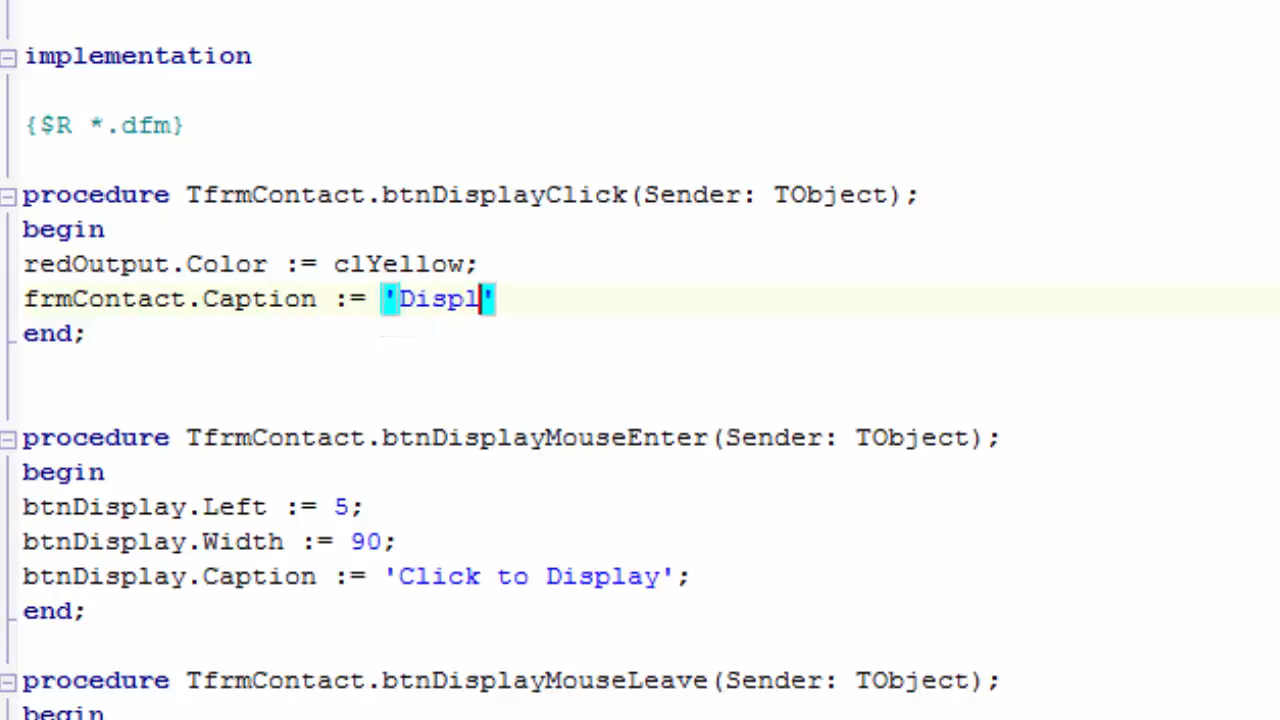 implementation
{$R *.dfm}
procedure TfrmContact.btnDisplayClick(Sender: TObject);
begin
redOutput.Color := clYellow;
frmContact.Caption := 'Displ'
end;
procedure TfrmContact.btnDisplayMouseEnter(Sender: TObject);
begin
btnDisplay.Left := 5;
btnDisplay.Width := 90;
btnDisplay.Caption := 'Click to Display';
end;
procedure TfrmContact.btnDisplayMouseLeave(Sender: TObject);
begin